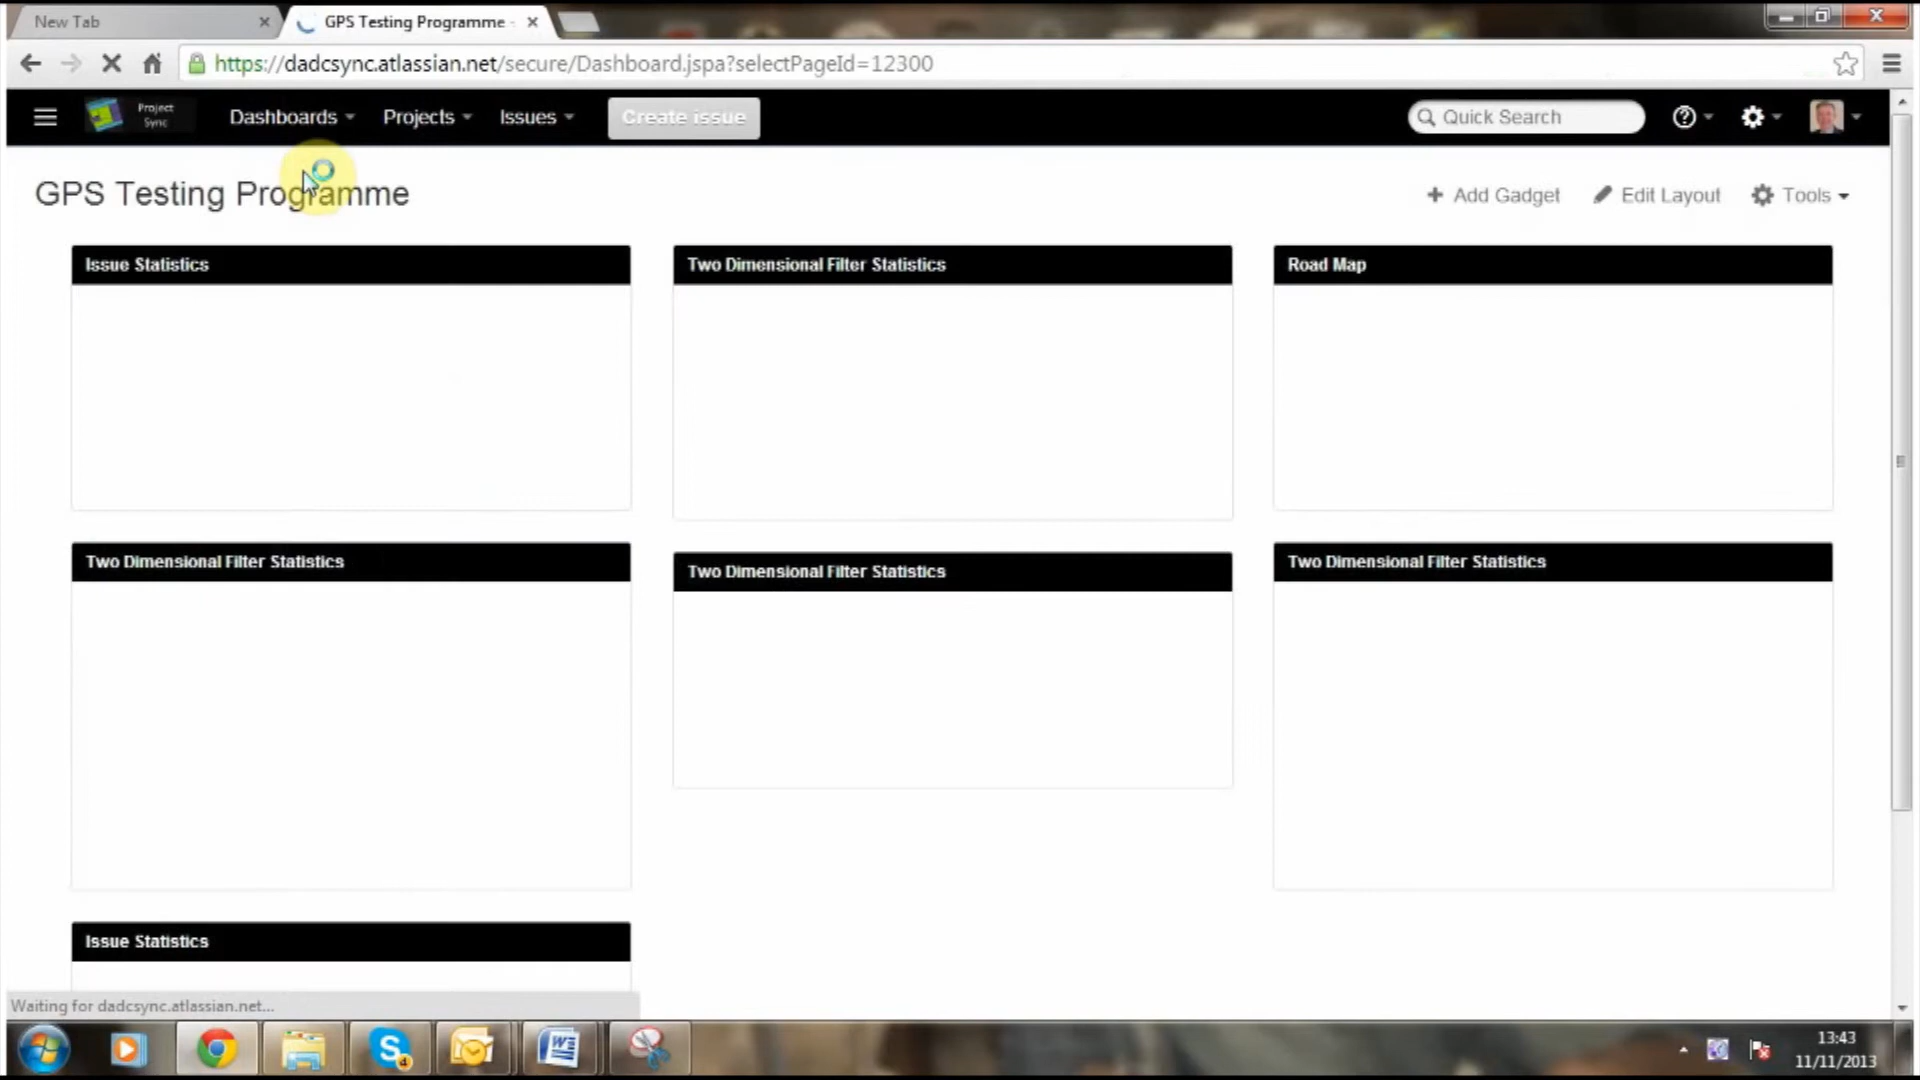 New Tab
GPS Testing Programme -
https://dadcsync.atlassian.net/secure/Dashboard.jspa?selectPageId=12300
Project
Sync
Dashboards
Projects
Issues
Create issue
Quick Search
GPS Testing Programme
Add Gadget
Edit Layout
Tools
Issue Statistics
Two Dimensional Filter Statistics
Road Map
Two Dimensional Filter Statistics
Two Dimensional Filter Statistics
Two Dimensional Filter Statistics
Issue Statistics
Waiting for dadcsync.atlassian.net...
4
13:43
11/11/2013